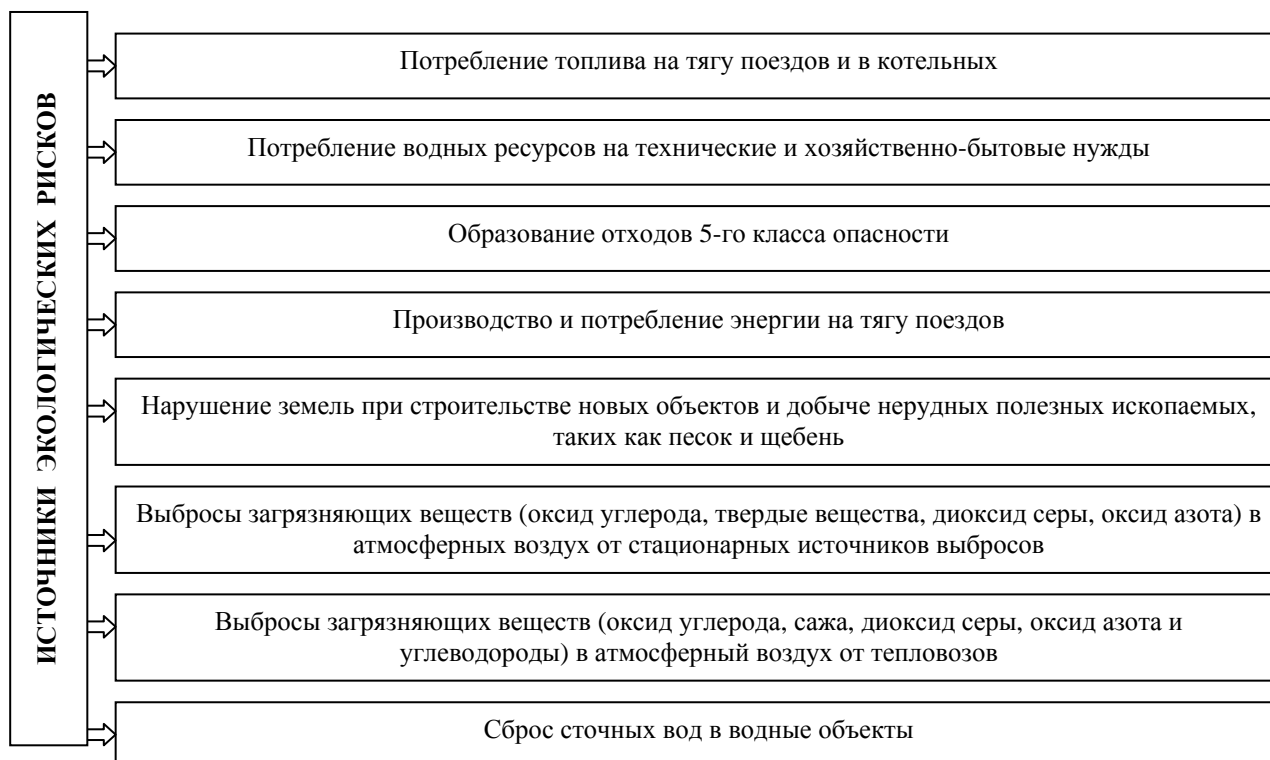 ИСТОЧНИКИ ЭКОЛОГИЧЕСКИХ РИСКОВ
Потребление топлива на тягу поездов и в котельных
Потребление водных ресурсов на технические и хозяйственно-бытовые нужды
Образование отходов 5-го класса опасности
Производство и потребление энергии на тягу поездов
Нарушение земель при строительстве новых объектов и добыче нерудных полезных ископаемых,
таких как песок и щебень
Выбросы загрязняющих веществ (оксид углерода, твердые вещества, диоксид серы, оксид азота) в
атмосферных воздух от стационарных источников выбросов
Выбросы загрязняющих веществ (оксид углерода, сажа, диоксид серы, оксид азота и
углеводороды) в атмосферный воздух от тепловозов
Сброс сточных вод в водные объекты